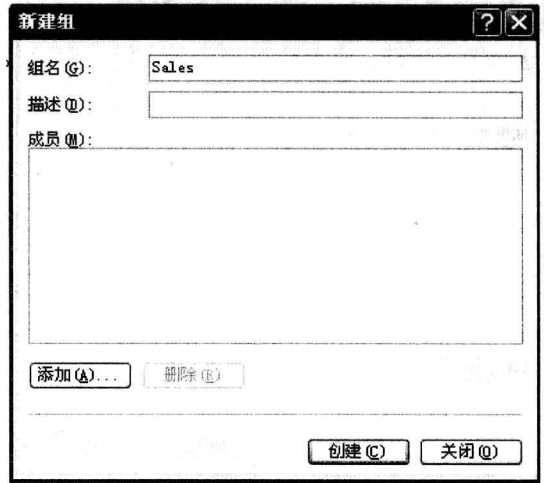 新建组
组名(G): Sales
描述(D):
成员(M):
添加(A)... 删除(R)
创建(C) 关闭(O)